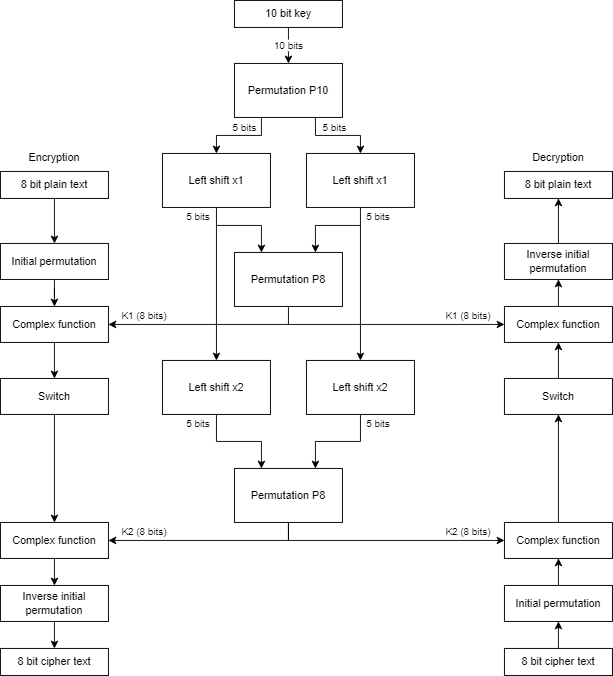 10 bit key
10 bits
Permutation P10
5 bits
5 bits
Encryption
Decryption
8 bit plain text
Left shift x1
Left shift x1
8 bit plain text
5 bits
5 bits
Initial permutation
Permutation P8
Inverse initial
permutation
K1 (8 bits)
K1 (8 bits)
Complex function
Complex function
Switch
Left shift x2
Left shift x2
Switch
5 bits
5 bits
Permutation P8
K2 (8 bits)
K2 (8 bits)
Complex function
Complex function
Inverse initial
permutation
Initial permutation
8 bit cipher text
8 bit cipher text